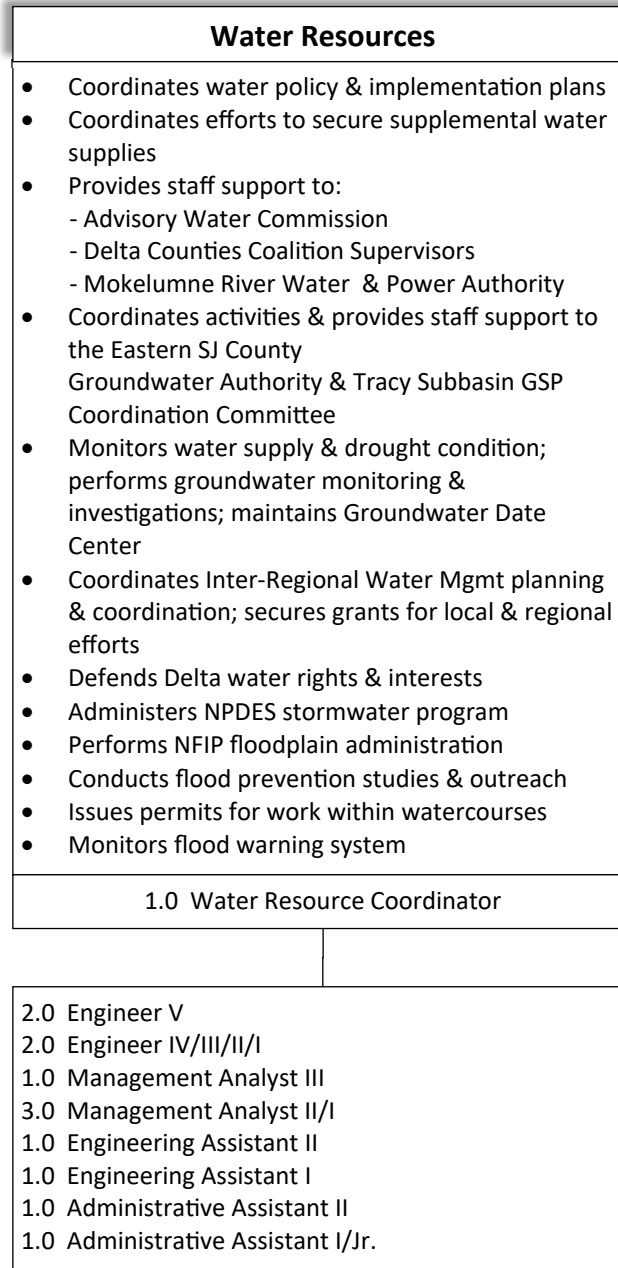 Water Resources
• Coordinates water policy & implementation plans
• Coordinates efforts to secure supplemental water
supplies
• Provides staff support to:
- Advisory Water Commission
- Delta Counties Coalition Supervisors
- Mokelumne River Water & Power Authority
• Coordinates activities & provides staff support to
the Eastern SJ County
Groundwater Authority & Tracy Subbasin GSP
Coordination Committee
• Monitors water supply & drought condition;
performs groundwater monitoring &
investigations; maintains Groundwater Date
Center
• Coordinates Inter-Regional Water Mgmt planning
& coordination; secures grants for local & regional
efforts
• Defends Delta water rights & interests
• Administers NPDES stormwater program
• Performs NFIP floodplain administration
• Conducts flood prevention studies & outreach
• Issues permits for work within watercourses
• Monitors flood warning system
1.0 Water Resource Coordinator
2.0 Engineer V
2.0 Engineer IV/III/II/I
1.0 Management Analyst III
3.0 Management Analyst II/I
1.0 Engineering Assistant II
1.0 Engineering Assistant I
1.0 Administrative Assistant II
1.0 Administrative Assistant I/Jr.